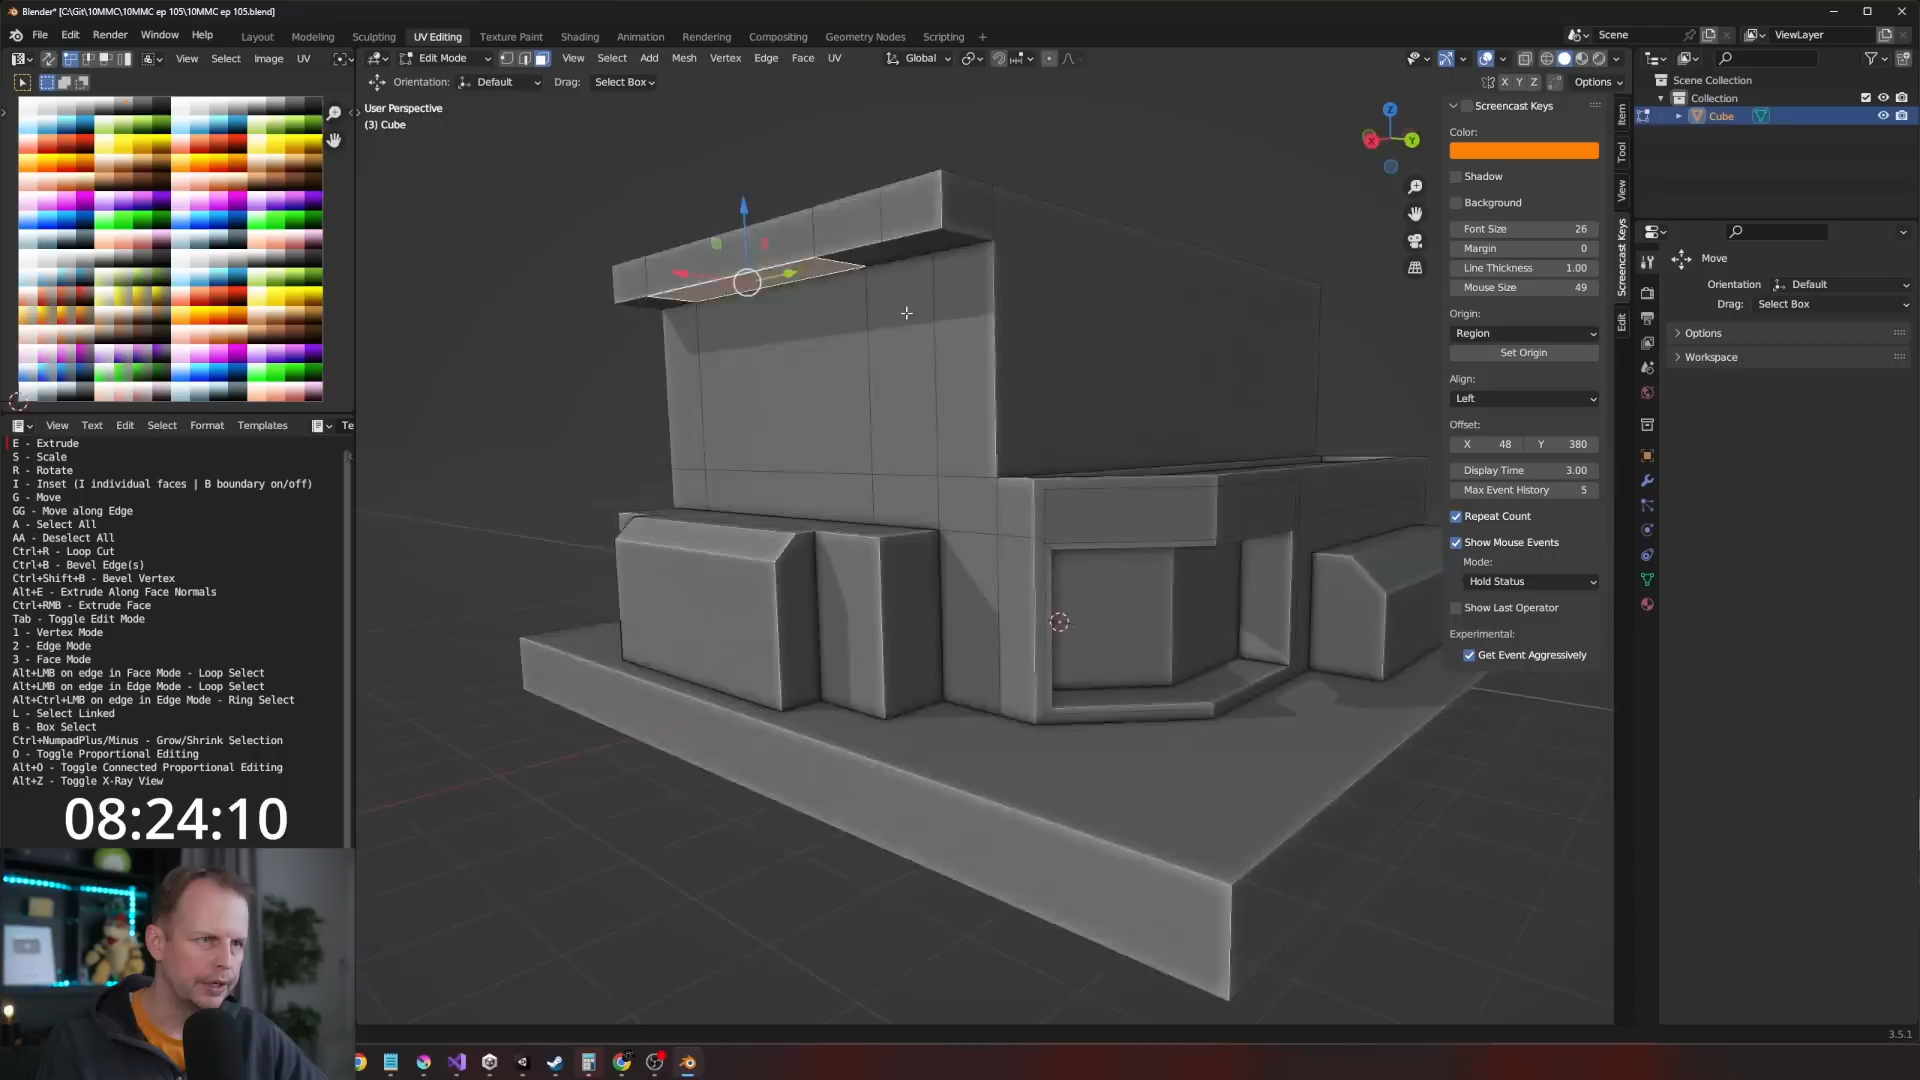 Blender* [C:\Git\10MMC\10MMC ep 105\10MMC ep 105.blend]
File Edit Render Window Help
Layout Modeling Sculpting UV Editing Texture Paint Shading Animation Rendering Compositing Geometry Nodes Scripting +
Scene
ViewLayer
View Select Image UV
Edit Mode View Select Add Mesh Vertex Edge Face UV
Global
Orientation: Default Drag: Select Box
X Y Z Options
User Perspective
(3) Cube
Z
X
Y
Screencast Keys
Color:
Shadow
Background
Font Size 26
Margin 0
Line Thickness 1.00
Mouse Size 49
Origin:
Region
Set Origin
Align:
Left
Offset:
X 48 Y 380
Display Time 3.00
Max Event History 5
Repeat Count
Show Mouse Events
Mode:
Hold Status
Show Last Operator
Experimental:
Get Event Aggressively
Item
Tool
View
Screencast Keys
Edit
Scene Collection
Collection
Cube
Move
Orientation Default
Drag: Select Box
Options
Workspace
View Text Edit Select Format Templates Te
E - Extrude
S - Scale
R - Rotate
I - Inset (I individual faces | B boundary on/off)
G - Move
GG - Move along Edge
A - Select All
AA - Deselect All
Ctrl+R - Loop Cut
Ctrl+B - Bevel Edge(s)
Ctrl+Shift+B - Bevel Vertex
Alt+E - Extrude Along Face Normals
Ctrl+RMB - Extrude Face
Tab - Toggle Edit Mode
1 - Vertex Mode
2 - Edge Mode
3 - Face Mode
Alt+LMB on edge in Face Mode - Loop Select
Alt+LMB on edge in Edge Mode - Loop Select
Alt+Ctrl+LMB on edge in Edge Mode - Ring Select
L - Select Linked
B - Box Select
Ctrl+NumpadPlus/Minus - Grow/Shrink Selection
O - Toggle Proportional Editing
Alt+O - Toggle Connected Proportional Editing
Alt+Z - Toggle X-Ray View
08:24:10
3.5.1